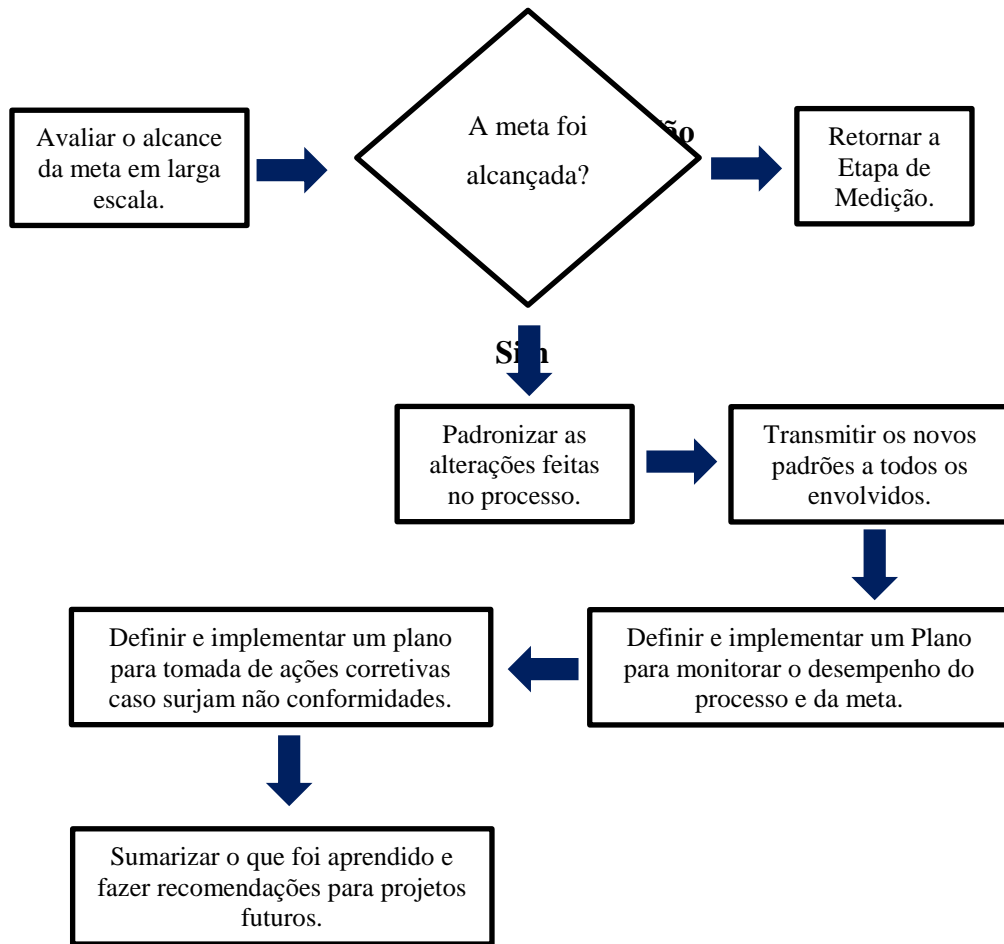 Avaliar o alcance
da meta em larga
escala.
A meta foi
alcançada?
Retornar a
Etapa de
Medição.
Sim
Padronizar as
alterações feitas
no processo.
Transmitir os novos
padrões a todos os
envolvidos.
Definir e implementar um plano
para tomada de ações corretivas
caso surjam não conformidades.
Definir e implementar um Plano
para monitorar o desempenho do
processo e da meta.
Sumarizar o que foi aprendido e
fazer recomendações para projetos
futuros.